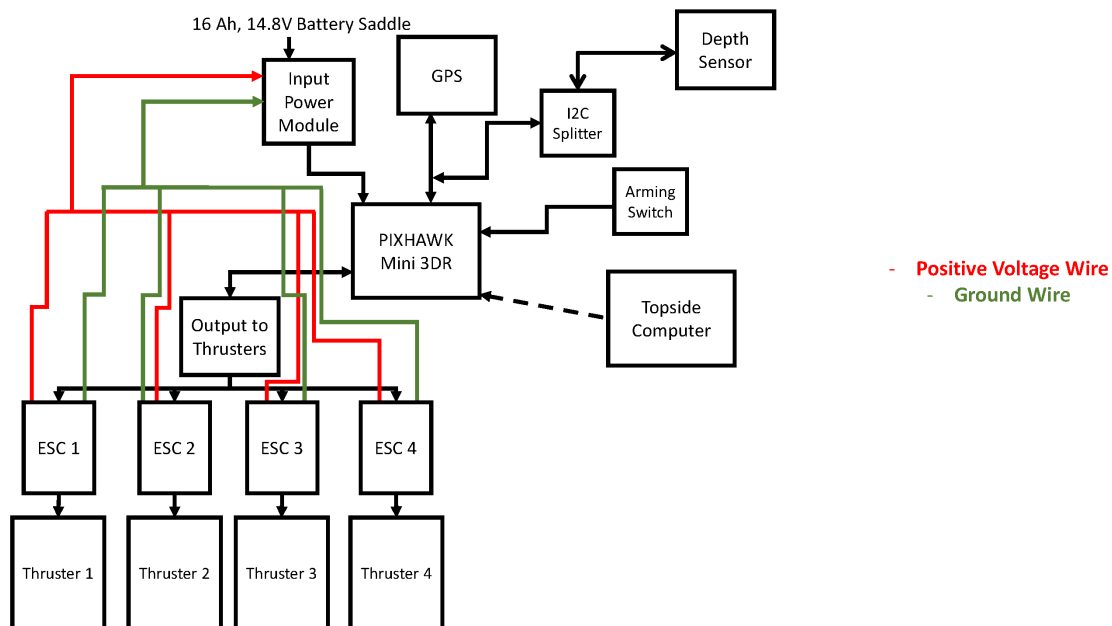 16 Ah, 14.8V Battery Saddle
Input
Power
Module
GPS
Depth
Sensor
I2C
Splitter
Arming
Switch
PIXHAWK
Mini 3DR
Topside
Computer
- Positive Voltage Wire
- Ground Wire
Output to
Thrusters
ESC 1
ESC 2
ESC 3
ESC 4
Thruster 1
Thruster 2
Thruster 3
Thruster 4